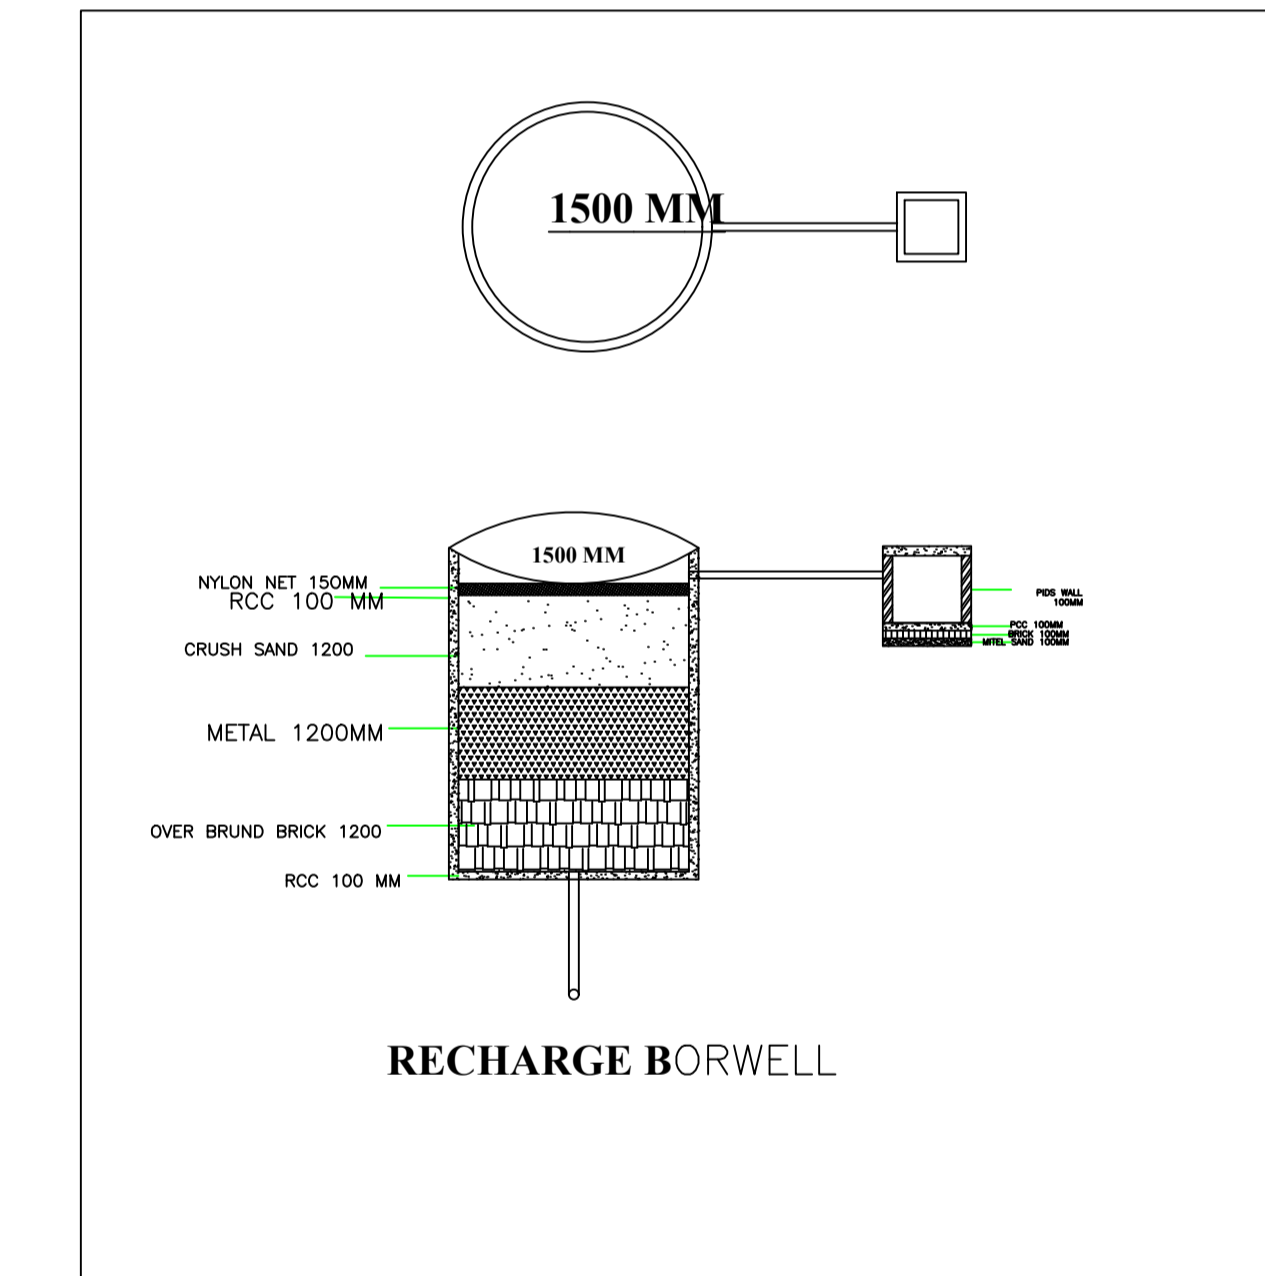 1500 MM
1500 MM
NYLON NET 150MM
RCC 100 MM
CRUSH SAND 1200
METAL 1200MM
OVER BRUND BRICK 1200
RCC 100 MM
PIDS WALL
100MM
PCC 100MM
BRICK 100MM
MITEL SAND 100MM
RECHARGE BORWELL